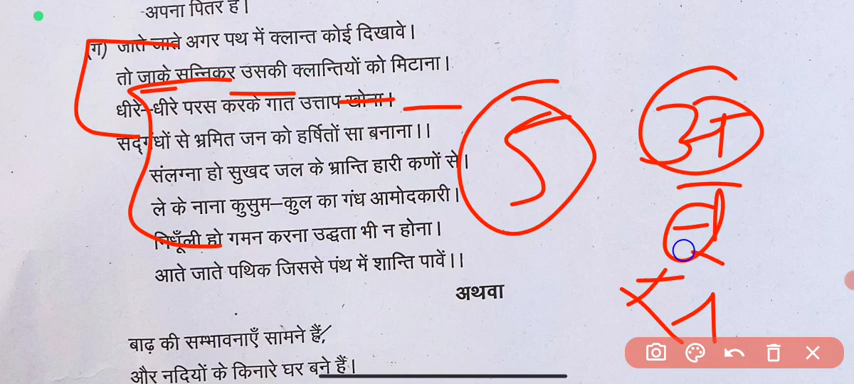 अपना पितर है।
(ग) जाते जाते अगर पथ में क्लान्त कोई दिखावे।
तो जाके सन्निकर उसकी क्लान्तियों को मिटाना।
धीरे-धीरे परस करके गात उत्ताप खोना।
सद्गंधों से भ्रमित जन को हर्षितों सा बनाना।।
संलग्ना हो सुखद जल के भ्रान्ति हारी कणों से।
ले के नाना कुसुम-कुल का गंध आमोदकारी।
निर्धूली हो गमन करना उद्धता भी न होना।
आते जाते पथिक जिससे पंथ में शान्ति पावें।।
अथवा
बाढ़ की सम्भावनाएँ सामने हैं,
और नदियों के किनारे घर बने हैं।
5
अ